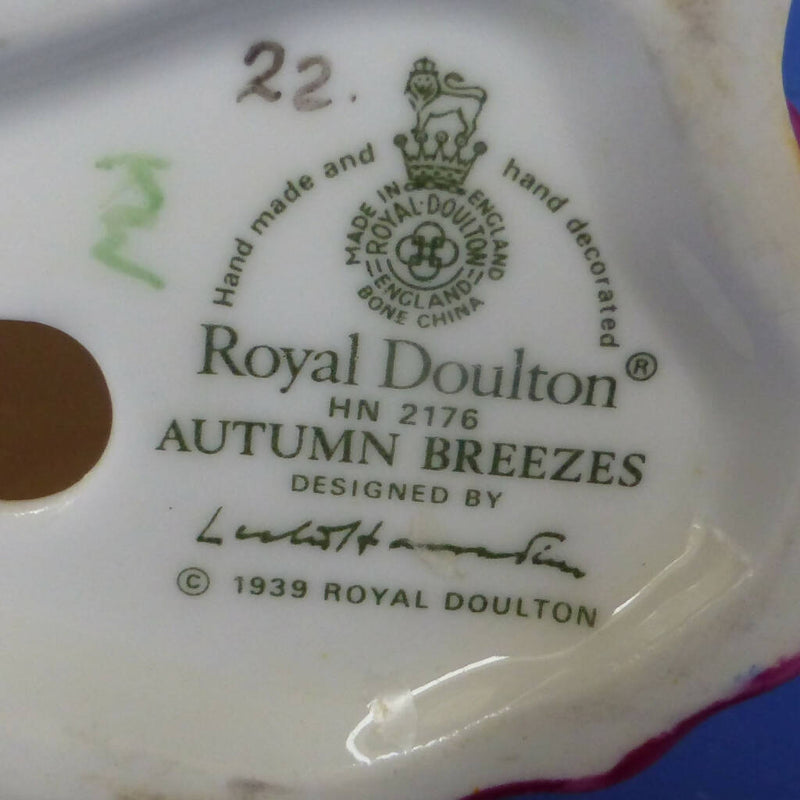 22.
Hand made and hand decorated
MADE IN ENGLAND
ROYAL·DOULTON
ENGLAND
BONE CHINA
Royal Doulton®
HN 2176
AUTUMN BREEZES
DESIGNED BY
© 1939 ROYAL DOULTON